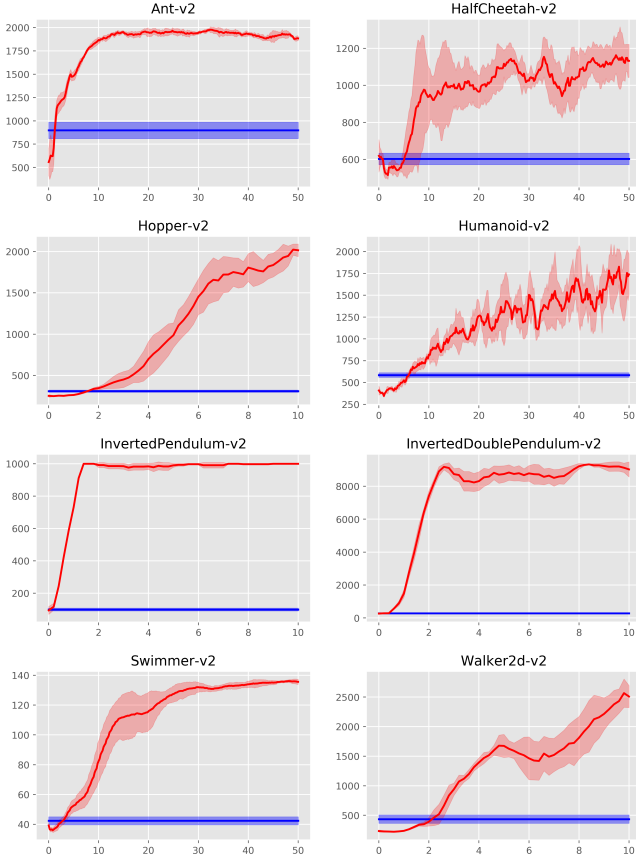 Ant-v2
2000
1750
1500
1250
1000
750
500
0 10 20 30 40 50
HalfCheetah-v2
1200
1000
800
600
0 10 20 30 40 50
Hopper-v2
2000
1500
1000
500
0 2 4 6 8 10
Humanoid-v2
2000
1750
1500
1250
1000
750
500
250
0 10 20 30 40 50
InvertedPendulum-v2
1000
800
600
400
200
0 2 4 6 8 10
InvertedDoublePendulum-v2
8000
6000
4000
2000
0
0 2 4 6 8 10
Swimmer-v2
140
120
100
80
60
40
0 10 20 30 40 50
Walker2d-v2
2500
2000
1500
1000
500
0 2 4 6 8 10